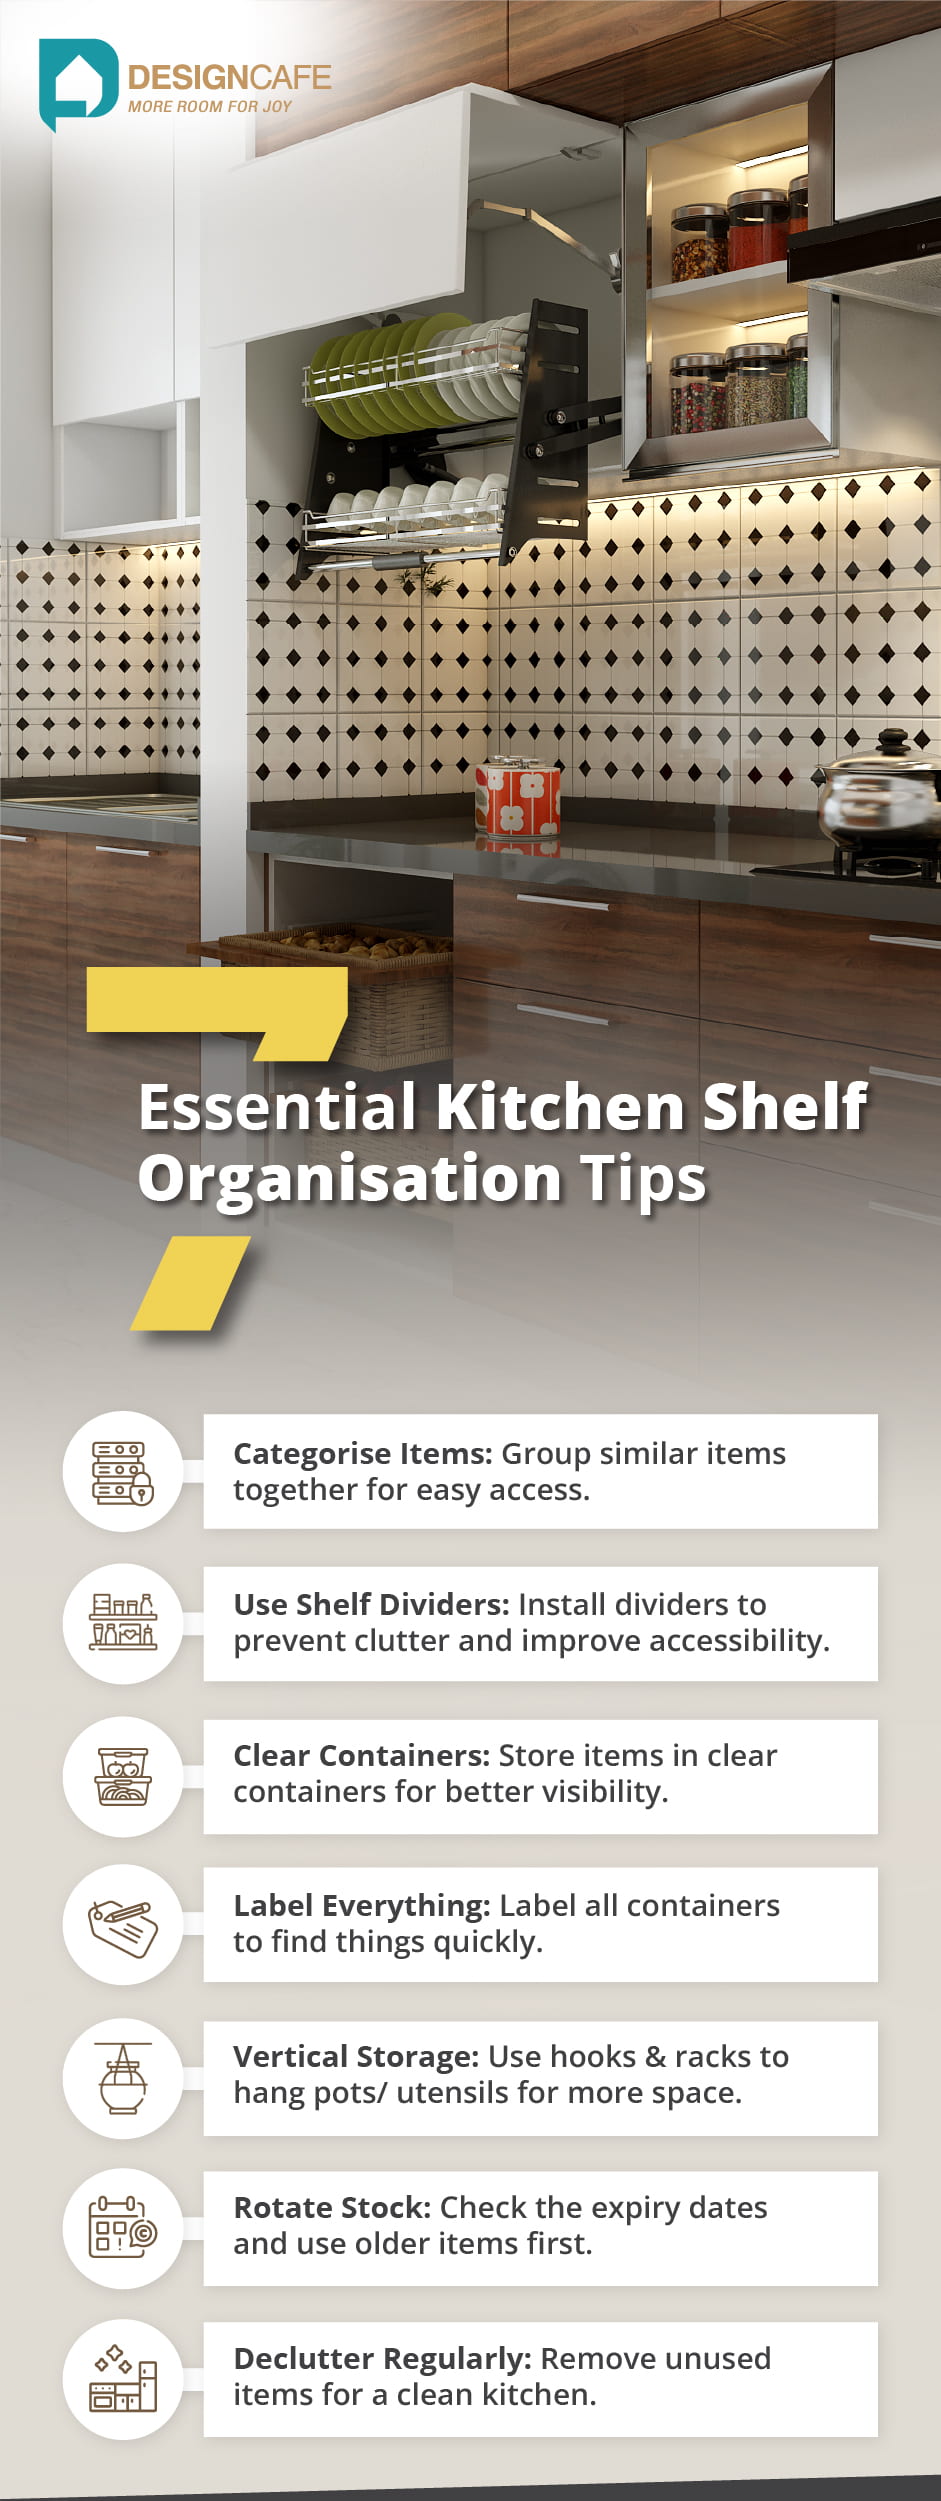 DESIGNCAFE
MORE ROOM FOR JOY
7
Essential Kitchen Shelf
Organisation Tips
Categorise Items: Group similar items
together for easy access.
Use Shelf Dividers: Install dividers to
prevent clutter and improve accessibility.
Clear Containers: Store items in clear
containers for better visibility.
Label Everything: Label all containers
to find things quickly.
Vertical Storage: Use hooks & racks to
hang pots/ utensils for more space.
Rotate Stock: Check the expiry dates
and use older items first.
Declutter Regularly: Remove unused
items for a clean kitchen.